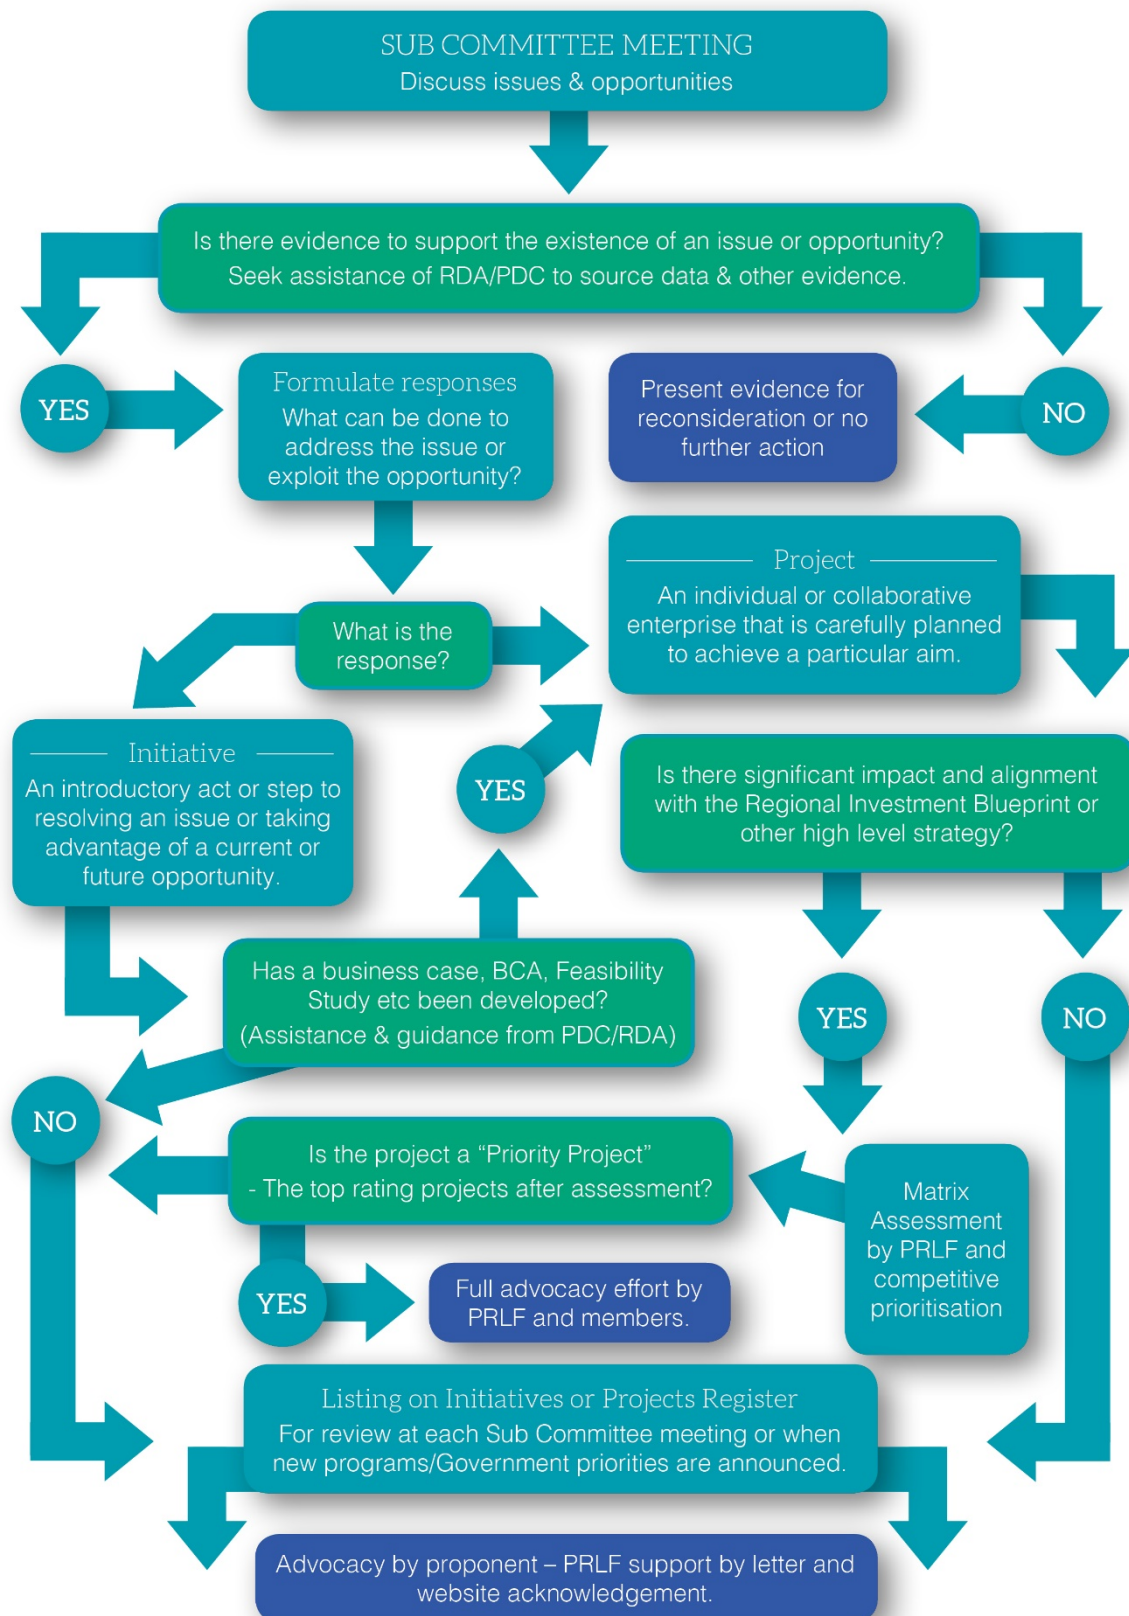 SUB COMMITTEE MEETING
Discuss issues & opportunities
Is there evidence to support the existence of an issue or opportunity?
Seek assistance of RDA/PDC to source data & other evidence.
YES
Formulate responses
What can be done to
address the issue or
exploit the opportunity?
Present evidence for
reconsideration or no
further action
NO
What is the
response?
Project
An individual or collaborative
enterprise that is carefully planned
to achieve a particular aim.
Initiative
An introductory act or step to
resolving an issue or taking
advantage of a current or
future opportunity.
YES
Is there significant impact and alignment
with the Regional Investment Blueprint or
other high level strategy?
Has a business case, BCA, Feasibility
Study etc been developed?
(Assistance & guidance from PDC/RDA)
YES
NO
NO
Is the project a “Priority Project”
- The top rating projects after assessment?
Matrix
Assessment
by PRLF and
competitive
prioritisation
YES
Full advocacy effort by
PRLF and members.
Listing on Initiatives or Projects Register
For review at each Sub Committee meeting or when
new programs/Government priorities are announced.
Advocacy by proponent – PRLF support by letter and
website acknowledgement.